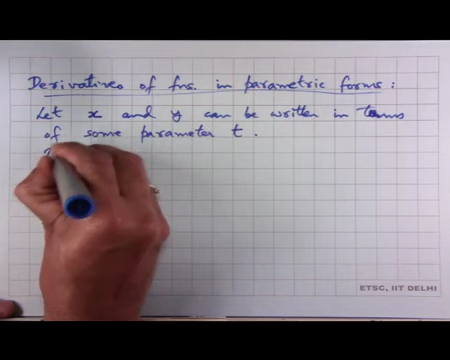 Derivatives of fns. in parametric forms :
Let x and y can be written in terms
of some parameter t .
ETSC, IIT DELHI